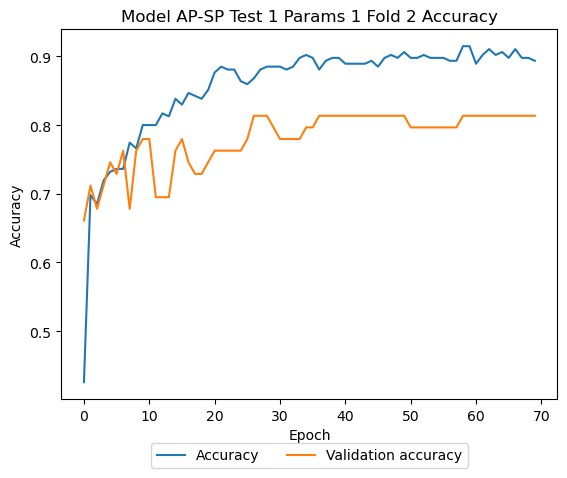 Model AP-SP Test 1 Params 1 Fold 2 Accuracy
Accuracy
0.9
0.8
0.7
0.6
0.5
0 10 20 30 40 50 60 70
Epoch
Accuracy Validation accuracy